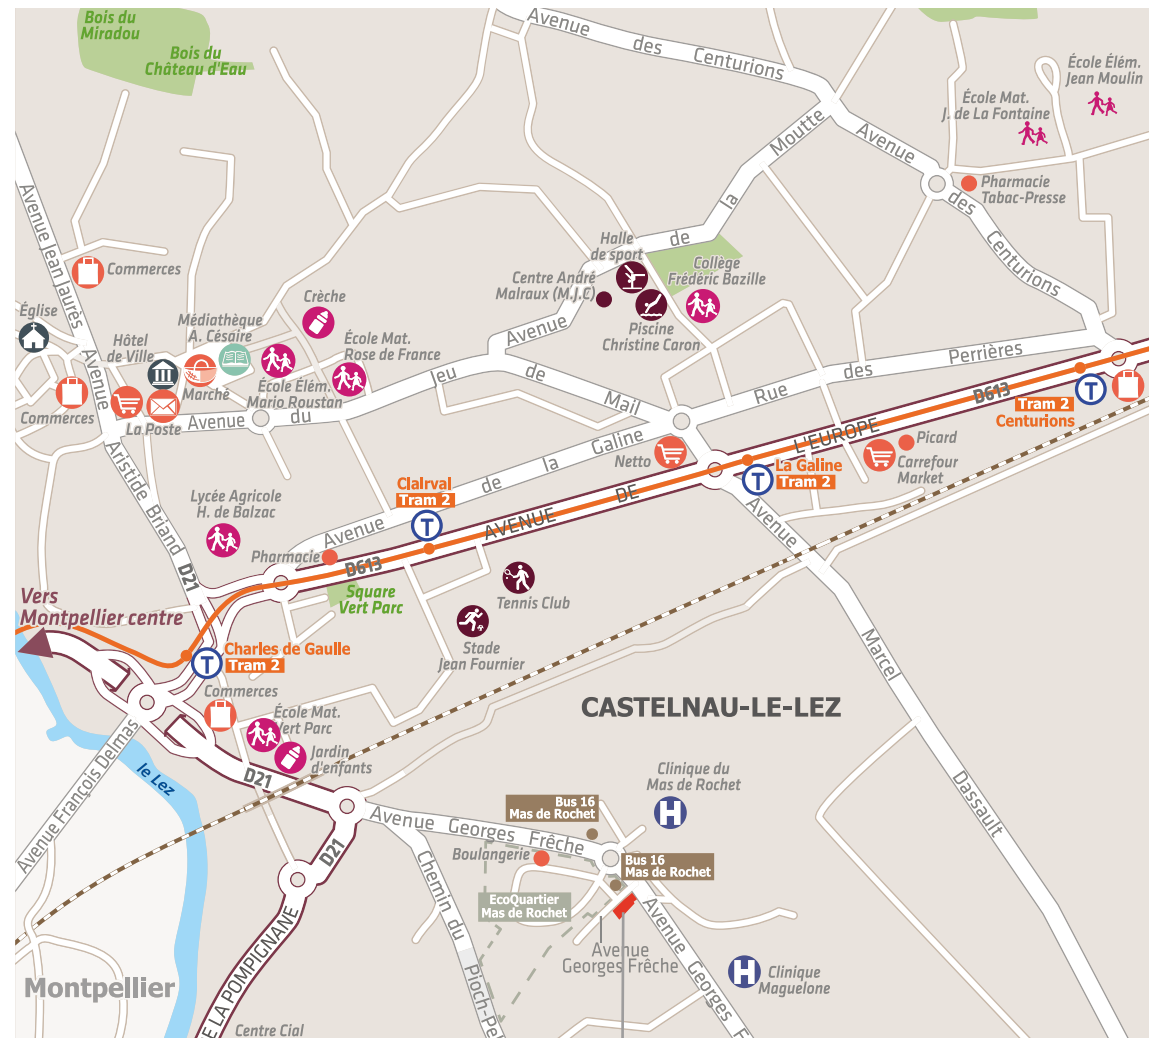 Bois du
Miradou
Bois du
Château d'Eau
Avenue des Centurions
École Élém.
Jean Moulin
École Mat.
J. de La Fontaine
Avenue des Centurions
Pharmacie
Tabac-Presse
Avenue Jean Jaurès
Commerces
Église
Hôtel
de Ville
Médiathèque
A. Césaire
Crèche
École Mat.
Rose de France
École Élém.
Mario Roustan
Marché
La Poste
Commerces
Avenue du Jeu de Mail
Avenue de la Moutte
Halle
de sport
Centre André
Malraux (M.J.C)
Piscine
Christine Caron
Collège
Frédéric Bazille
Rue des Perrières
D613
T
Tram 2
Centurions
L'EUROPE
Picard
Carrefour
Market
La Galine
Tram 2
T
Netto
Avenue de la Galine
Clairval
Tram 2
T
AVENUE DE
D613
Avenue Aristide Briand
D21
Lycée Agricole
H. de Balzac
Pharmacie
Square
Vert Parc
Tennis Club
Stade
Jean Fournier
Vers
Montpellier centre
Charles de Gaulle
Tram 2
T
Commerces
École Mat.
Vert Parc
Jardin
d'enfants
D21
le Lez
Avenue François Delmas
CASTELNAU-LE-LEZ
Avenue Marcel Dassault
Clinique du
Mas de Rochet
H
Bus 16
Mas de Rochet
Avenue Georges Frêche
Boulangerie
Bus 16
Mas de Rochet
EcoQuartier
Mas de Rochet
Avenue
Georges Frêche
Avenue Georges F
D21
Chemin du Pioch-Pe
E LA POMPIGNANE
Clinique
Maguelone
H
Montpellier
Centre Cial